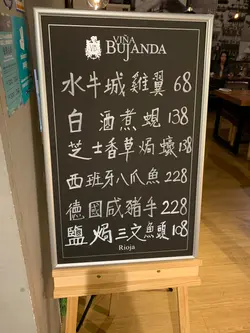 VIÑA
BUJANDA
水牛城雞翼 68
白酒煮蜆 138
芝士香草焗蠔 138
西班牙八爪魚 228
德國咸豬手 228
鹽焗三文魚頭 108
Rioja